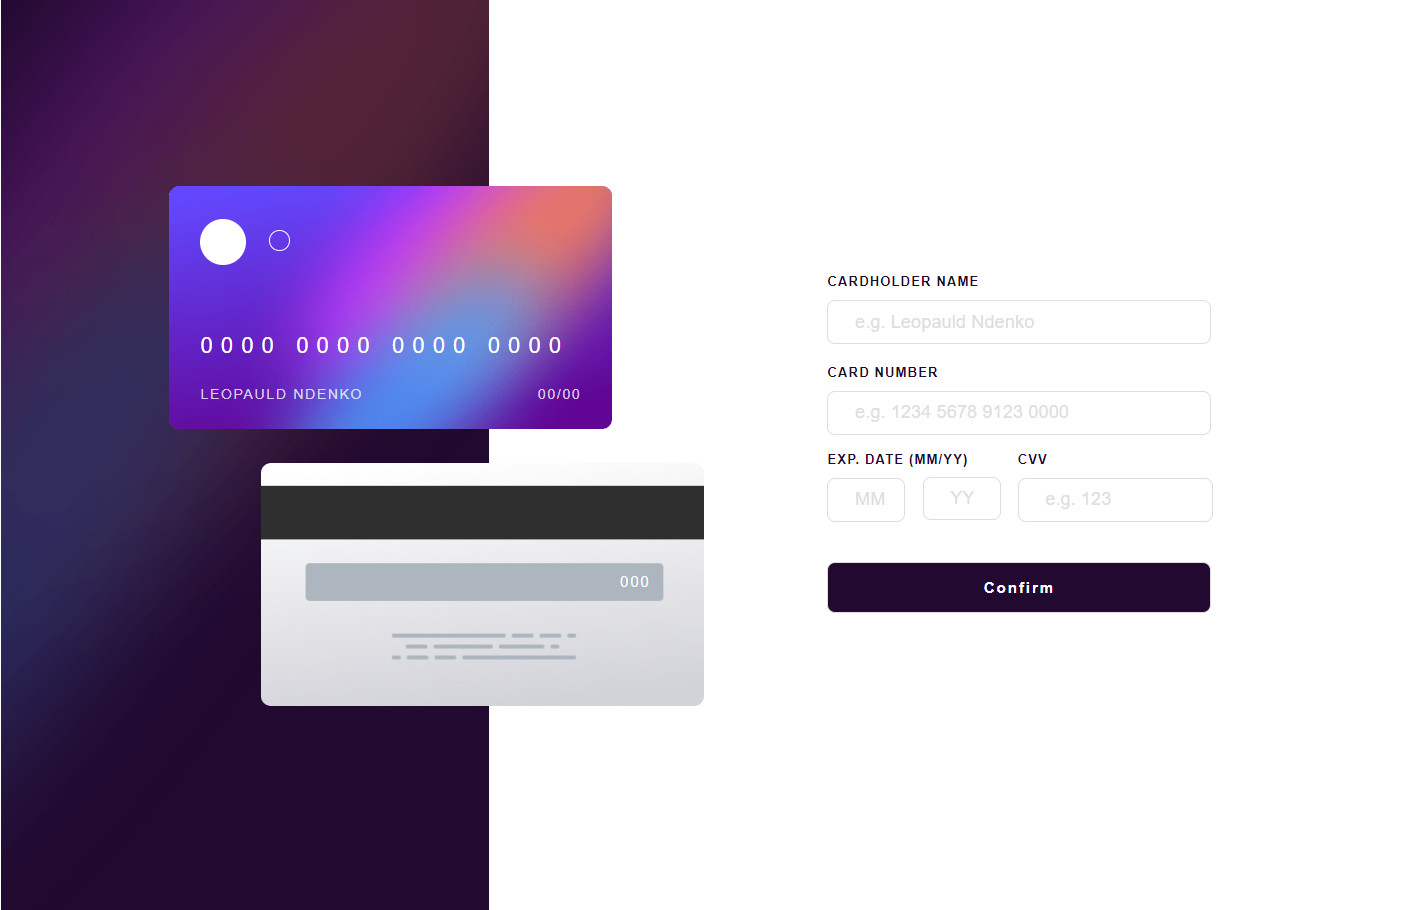 0000 0000 0000 0000
LEOPAULD NDENKO 00/00
000
CARDHOLDER NAME
e.g. Leopauld Ndenko
CARD NUMBER
e.g. 1234 5678 9123 0000
EXP. DATE (MM/YY) CVV
MM YY e.g. 123
Confirm